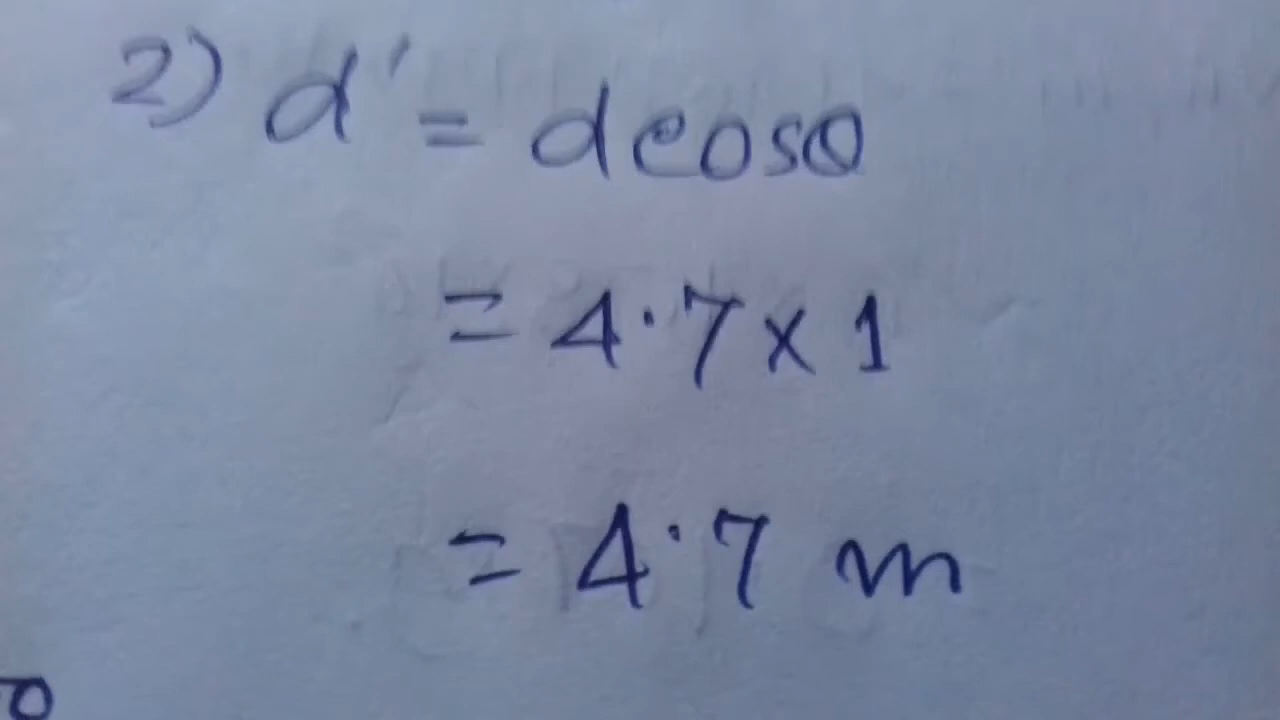 2) d' = dcosθ
= 4.7 x 1
= 4.7 m